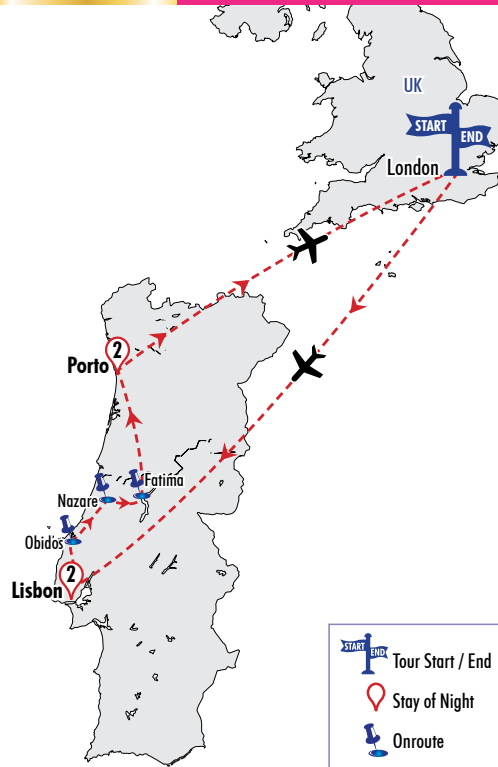 UK
START
END
London
2
Porto
Fatima
Nazare
Obidos
2
Lisbon
START
END
Tour Start / End
Stay of Night
Onroute